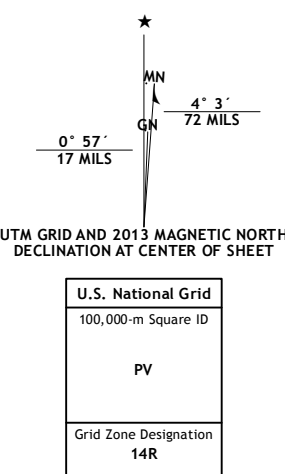 ★
MN
4° 3´
72 MILS
GN
0° 57´
17 MILS
UTM GRID AND 2013 MAGNETIC NORTH
DECLINATION AT CENTER OF SHEET
U.S. National Grid
100,000-m Square ID
PV
Grid Zone Designation
14R